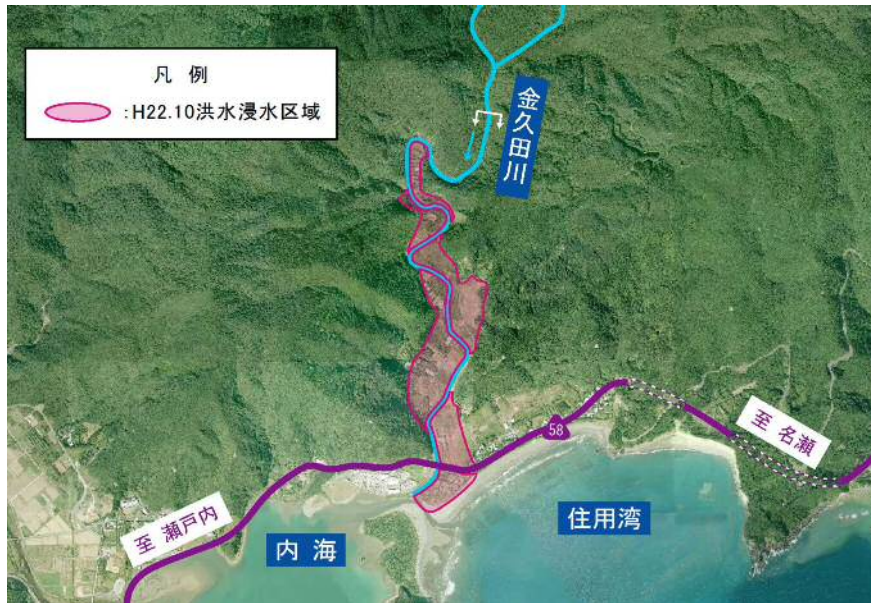 凡 例
:H22.10洪水浸水区域
金久田川
58
至 名瀬
住用湾
至 瀬戸内
内 海